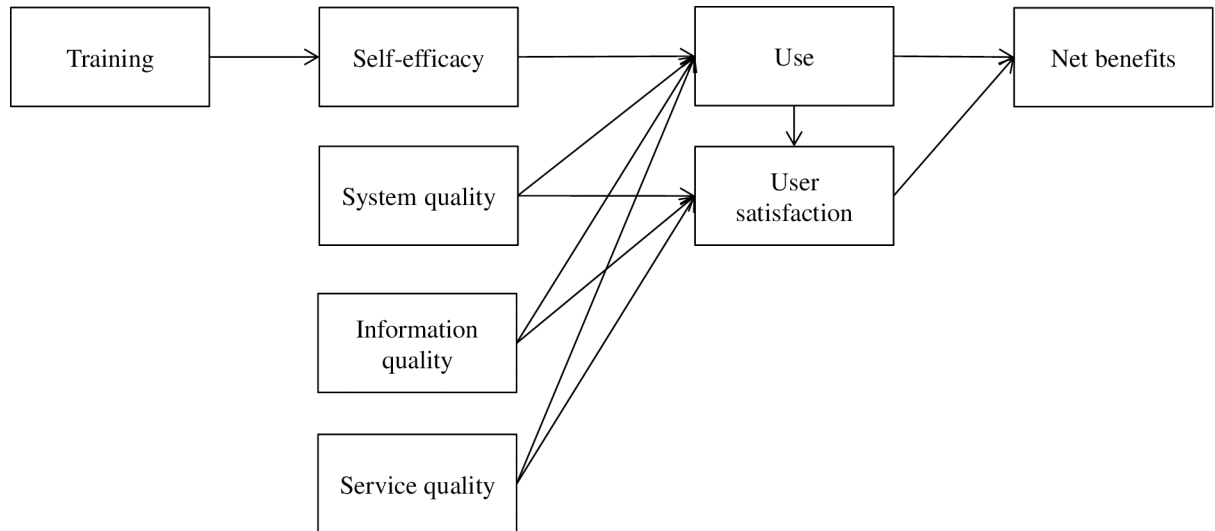 Training
Self-efficacy
Use
Net benefits
System quality
User
satisfaction
Information
quality
Service quality